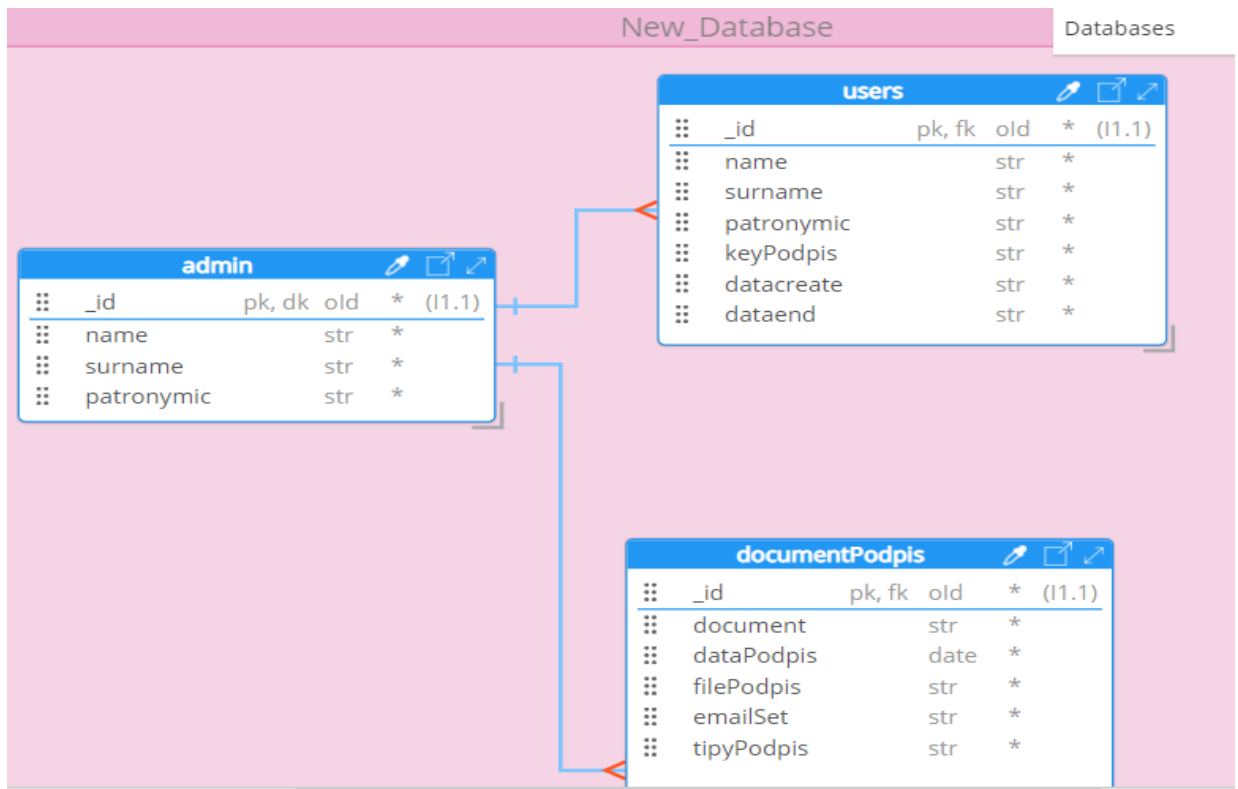 New_Database
Databases
users
_id pk, fk oId * (I1.1)
name str *
surname str *
patronymic str *
keyPodpis str *
datacreate str *
dataend str *
admin
_id pk, dk oId * (I1.1)
name str *
surname str *
patronymic str *
documentPodpis
_id pk, fk oId * (I1.1)
document str *
dataPodpis date *
filePodpis str *
emailSet str *
tipyPodpis str *